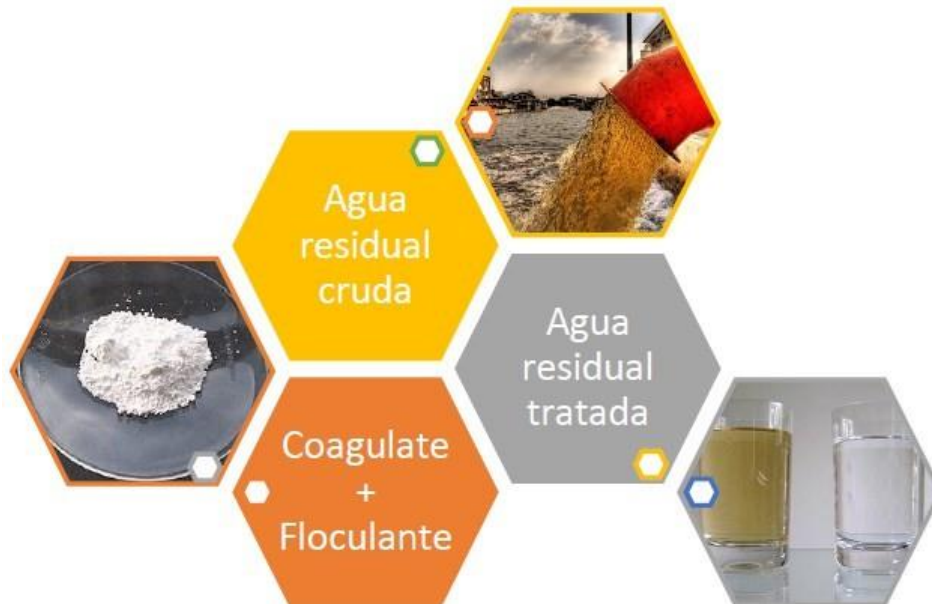 Agua
residual
cruda
Agua
residual
tratada
Coagulate
+
Floculante